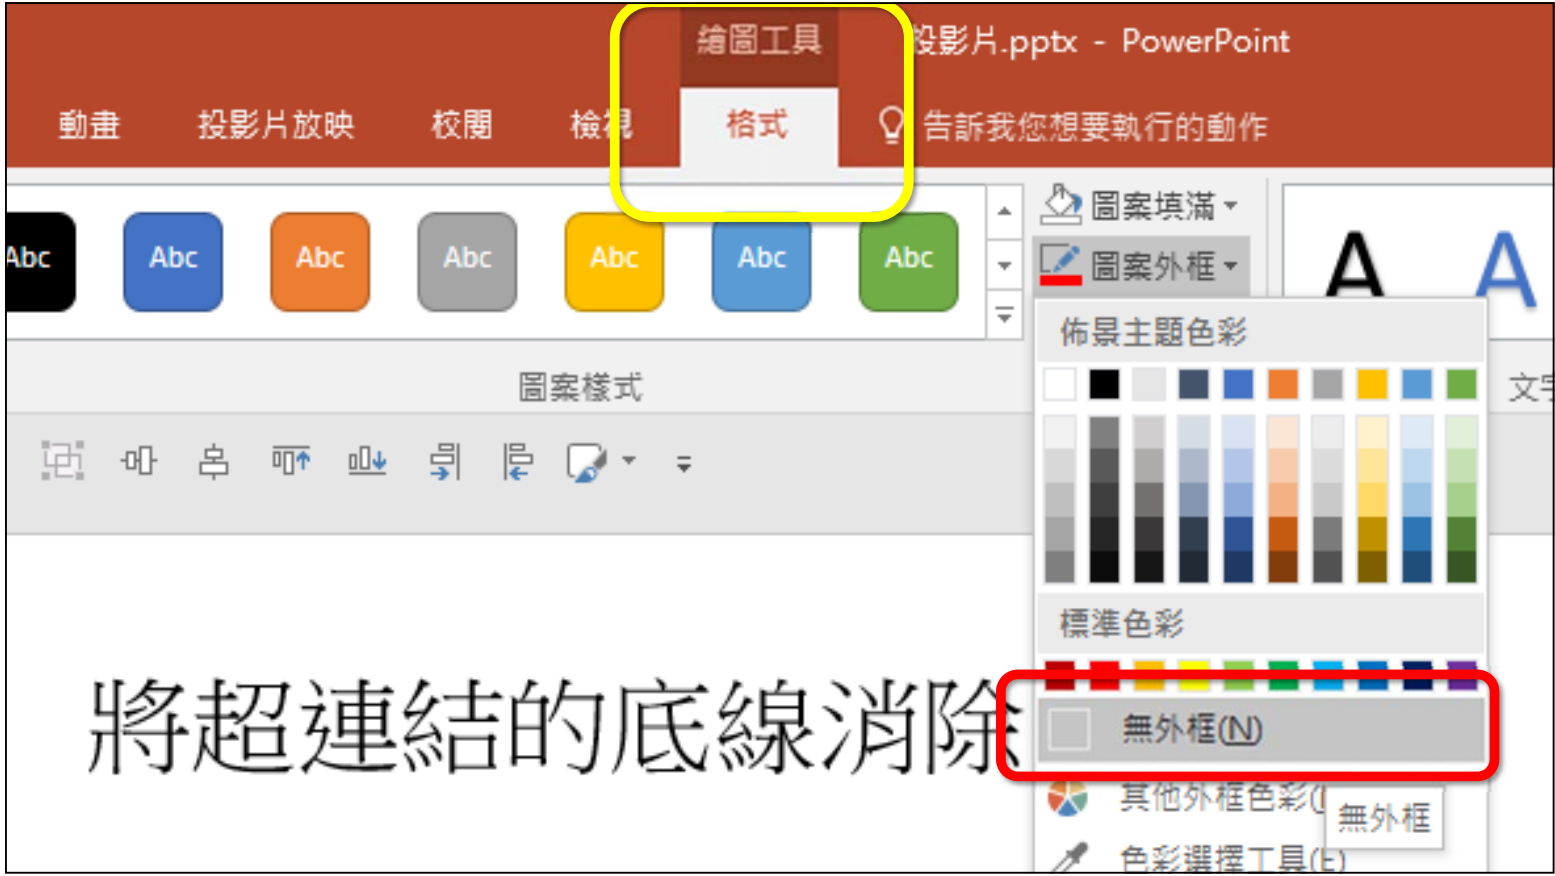 繪圖工具
投影片.pptx - PowerPoint
動畫 投影片放映 校閱 檢視 格式 告訴我您想要執行的動作
Abc Abc Abc Abc Abc Abc Abc
圖案填滿
圖案外框
A A
佈景主題色彩
圖案樣式
標準色彩
將超連結的底線消除
無外框(N)
其他外框色彩(
無外框
色彩選擇工具(E)